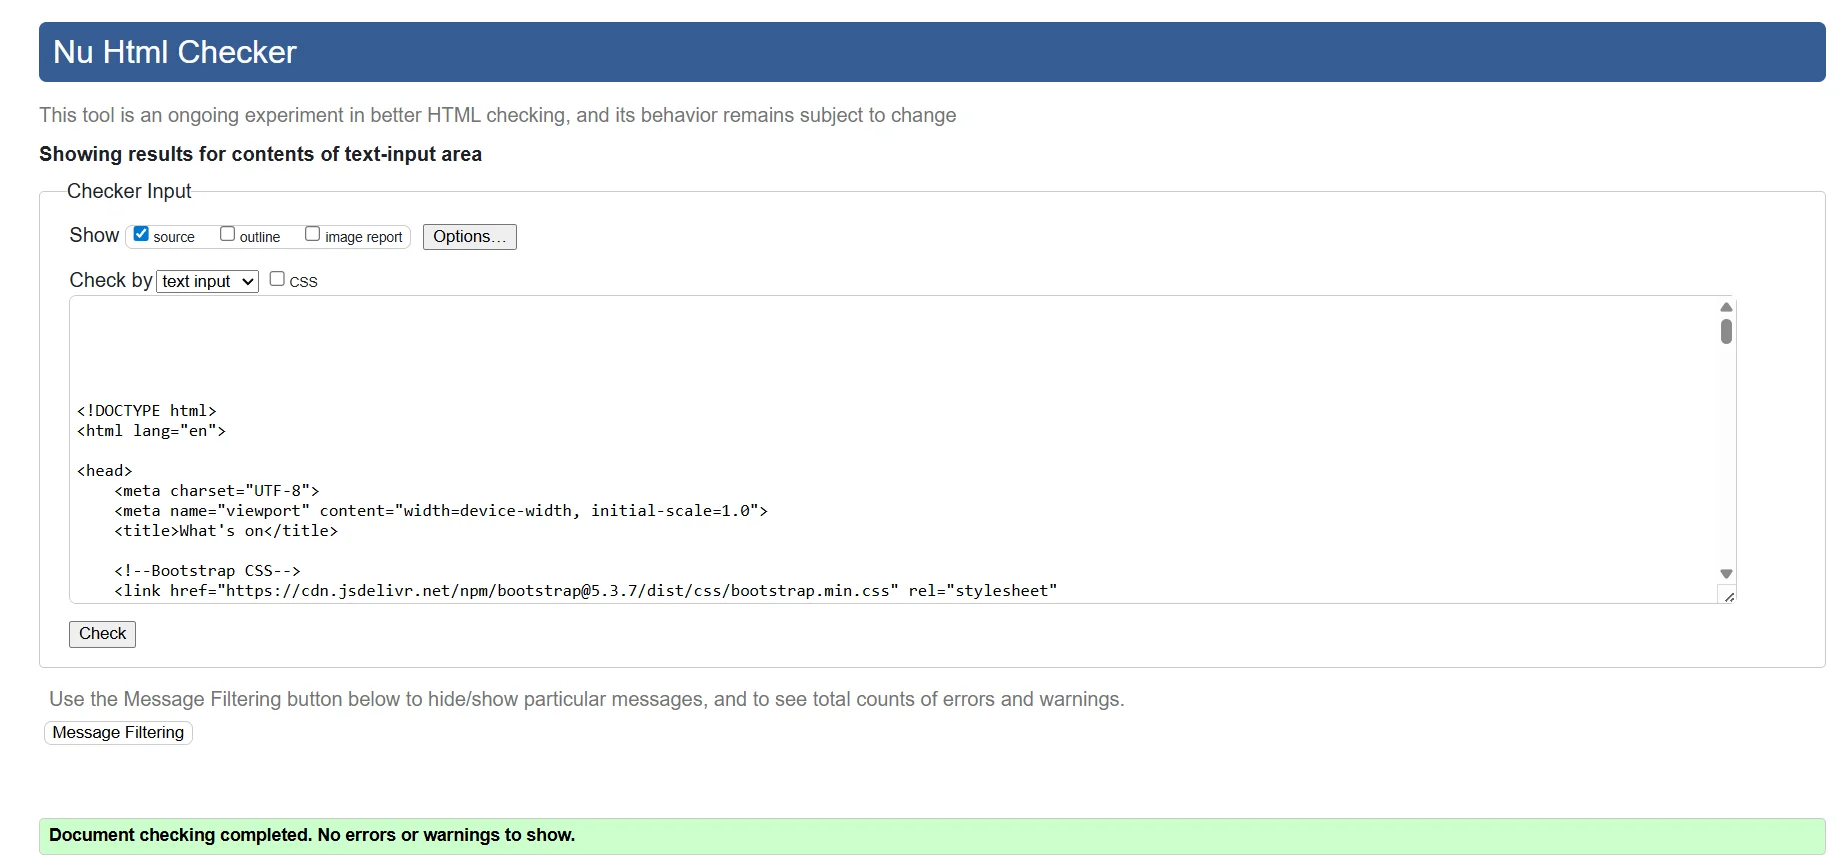 Nu Html Checker
This tool is an ongoing experiment in better HTML checking, and its behavior remains subject to change
Showing results for contents of text-input area
Checker Input
Show source outline image report Options...
Check by text input CSS
<!DOCTYPE html>
<html lang="en">
<head>
    <meta charset="UTF-8">
    <meta name="viewport" content="width=device-width, initial-scale=1.0">
    <title>What's on</title>
    <!--Bootstrap CSS-->
    <link href="https://cdn.jsdelivr.net/npm/bootstrap@5.3.7/dist/css/bootstrap.min.css" rel="stylesheet"
Check
Use the Message Filtering button below to hide/show particular messages, and to see total counts of errors and warnings.
Message Filtering
Document checking completed. No errors or warnings to show.